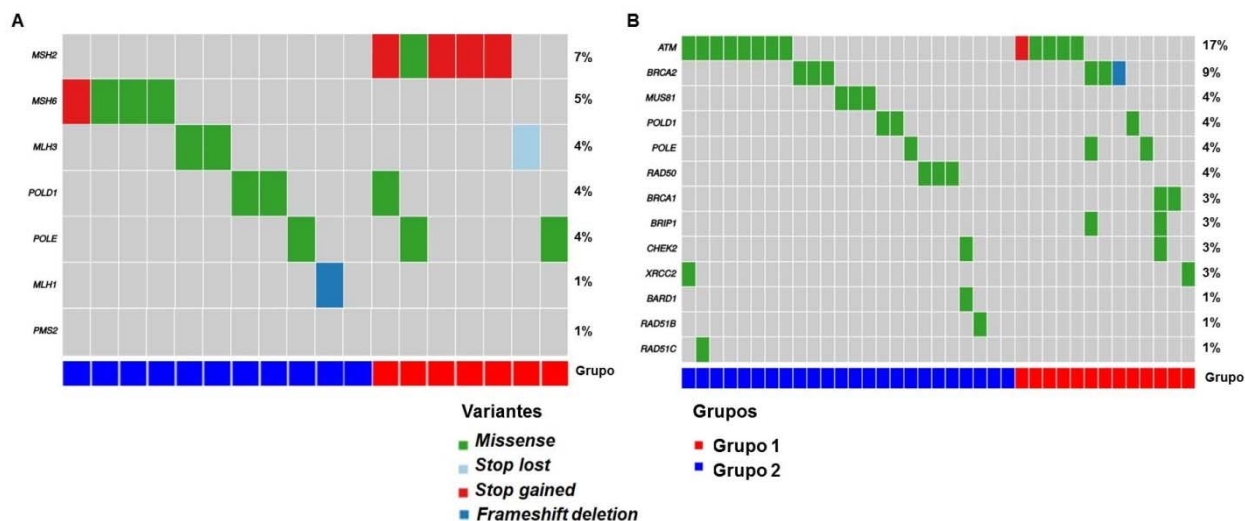 A
MSH2 7%
MSH6 5%
MLH3 4%
POLD1 4%
POLE 4%
MLH1 1%
PMS2 1%
Grupo
B
ATM 17%
BRCA2 9%
MUS81 4%
POLD1 4%
POLE 4%
RAD50 4%
BRCA1 3%
BRIP1 3%
CHEK2 3%
XRCC2 3%
BARD1 1%
RAD51B 1%
RAD51C 1%
Grupo
Variantes
Missense
Stop lost
Stop gained
Frameshift deletion
Grupos
Grupo 1
Grupo 2